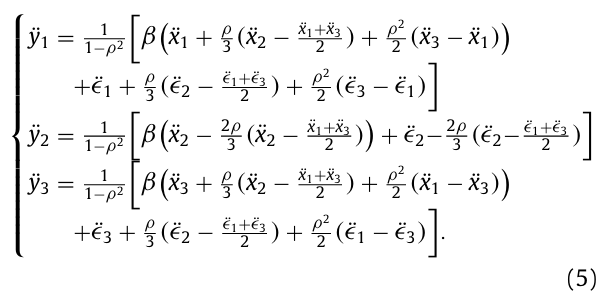 ÿ₁ = 1/(1−ρ²) [β(ẍ₁ + ρ/3(ẍ₂ − (ẍ₁+ẍ₃)/2) + ρ²/2(ẍ₃ − ẍ₁))
+ϵ̈₁ + ρ/3(ϵ̈₂ − (ϵ̈₁+ϵ̈₃)/2) + ρ²/2(ϵ̈₃ − ϵ̈₁)]
ÿ₂ = 1/(1−ρ²) [β(ẍ₂ − 2ρ/3(ẍ₂ − (ẍ₁+ẍ₃)/2)) + ϵ̈₂−2ρ/3(ϵ̈₂−(ϵ̈₁+ϵ̈₃)/2)]
ÿ₃ = 1/(1−ρ²) [β(ẍ₃ + ρ/3(ẍ₂ − (ẍ₁+ẍ₃)/2) + ρ²/2(ẍ₁ − ẍ₃))
+ϵ̈₃ + ρ/3(ϵ̈₂ − (ϵ̈₁+ϵ̈₃)/2) + ρ²/2(ϵ̈₁ − ϵ̈₃)].
(5)